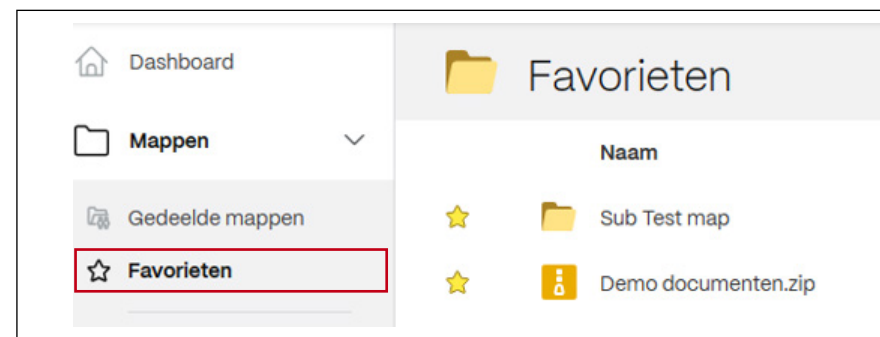 Dashboard
Mappen
Gedeelde mappen
Favorieten
Favorieten
Naam
Sub Test map
Demo documenten.zip